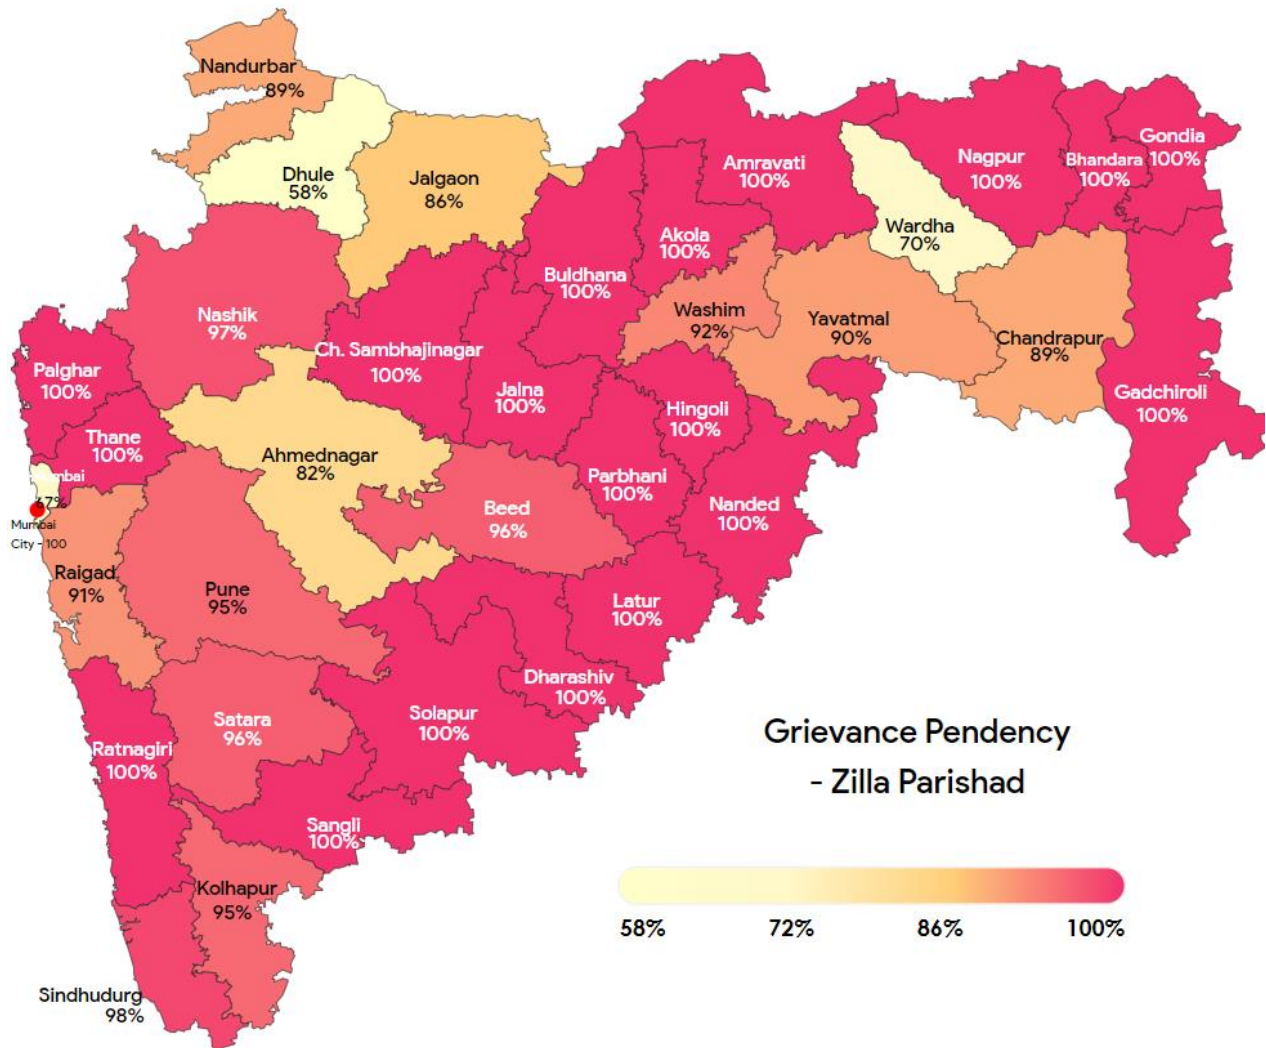 Nandurbar
89%
Dhule
58%
Jalgaon
86%
Buldhana
100%
Akola
100%
Amravati
100%
Wardha
70%
Nagpur
100%
Bhandara
100%
Gondia
100%
Nashik
97%
Ch. Sambhajinagar
100%
Jalna
100%
Washim
92%
Yavatmal
90%
Chandrapur
89%
Gadchiroli
100%
Palghar
100%
Thane
100%
Mumbai
67%
Mumbai
City - 100
Ahmednagar
82%
Beed
96%
Parbhani
100%
Hingoli
100%
Nanded
100%
Raigad
91%
Pune
95%
Latur
100%
Dharashiv
100%
Solapur
100%
Satara
96%
Ratnagiri
100%
Sangli
100%
Kolhapur
95%
Sindhudurg
98%
Grievance Pendency
- Zilla Parishad
58% 72% 86% 100%